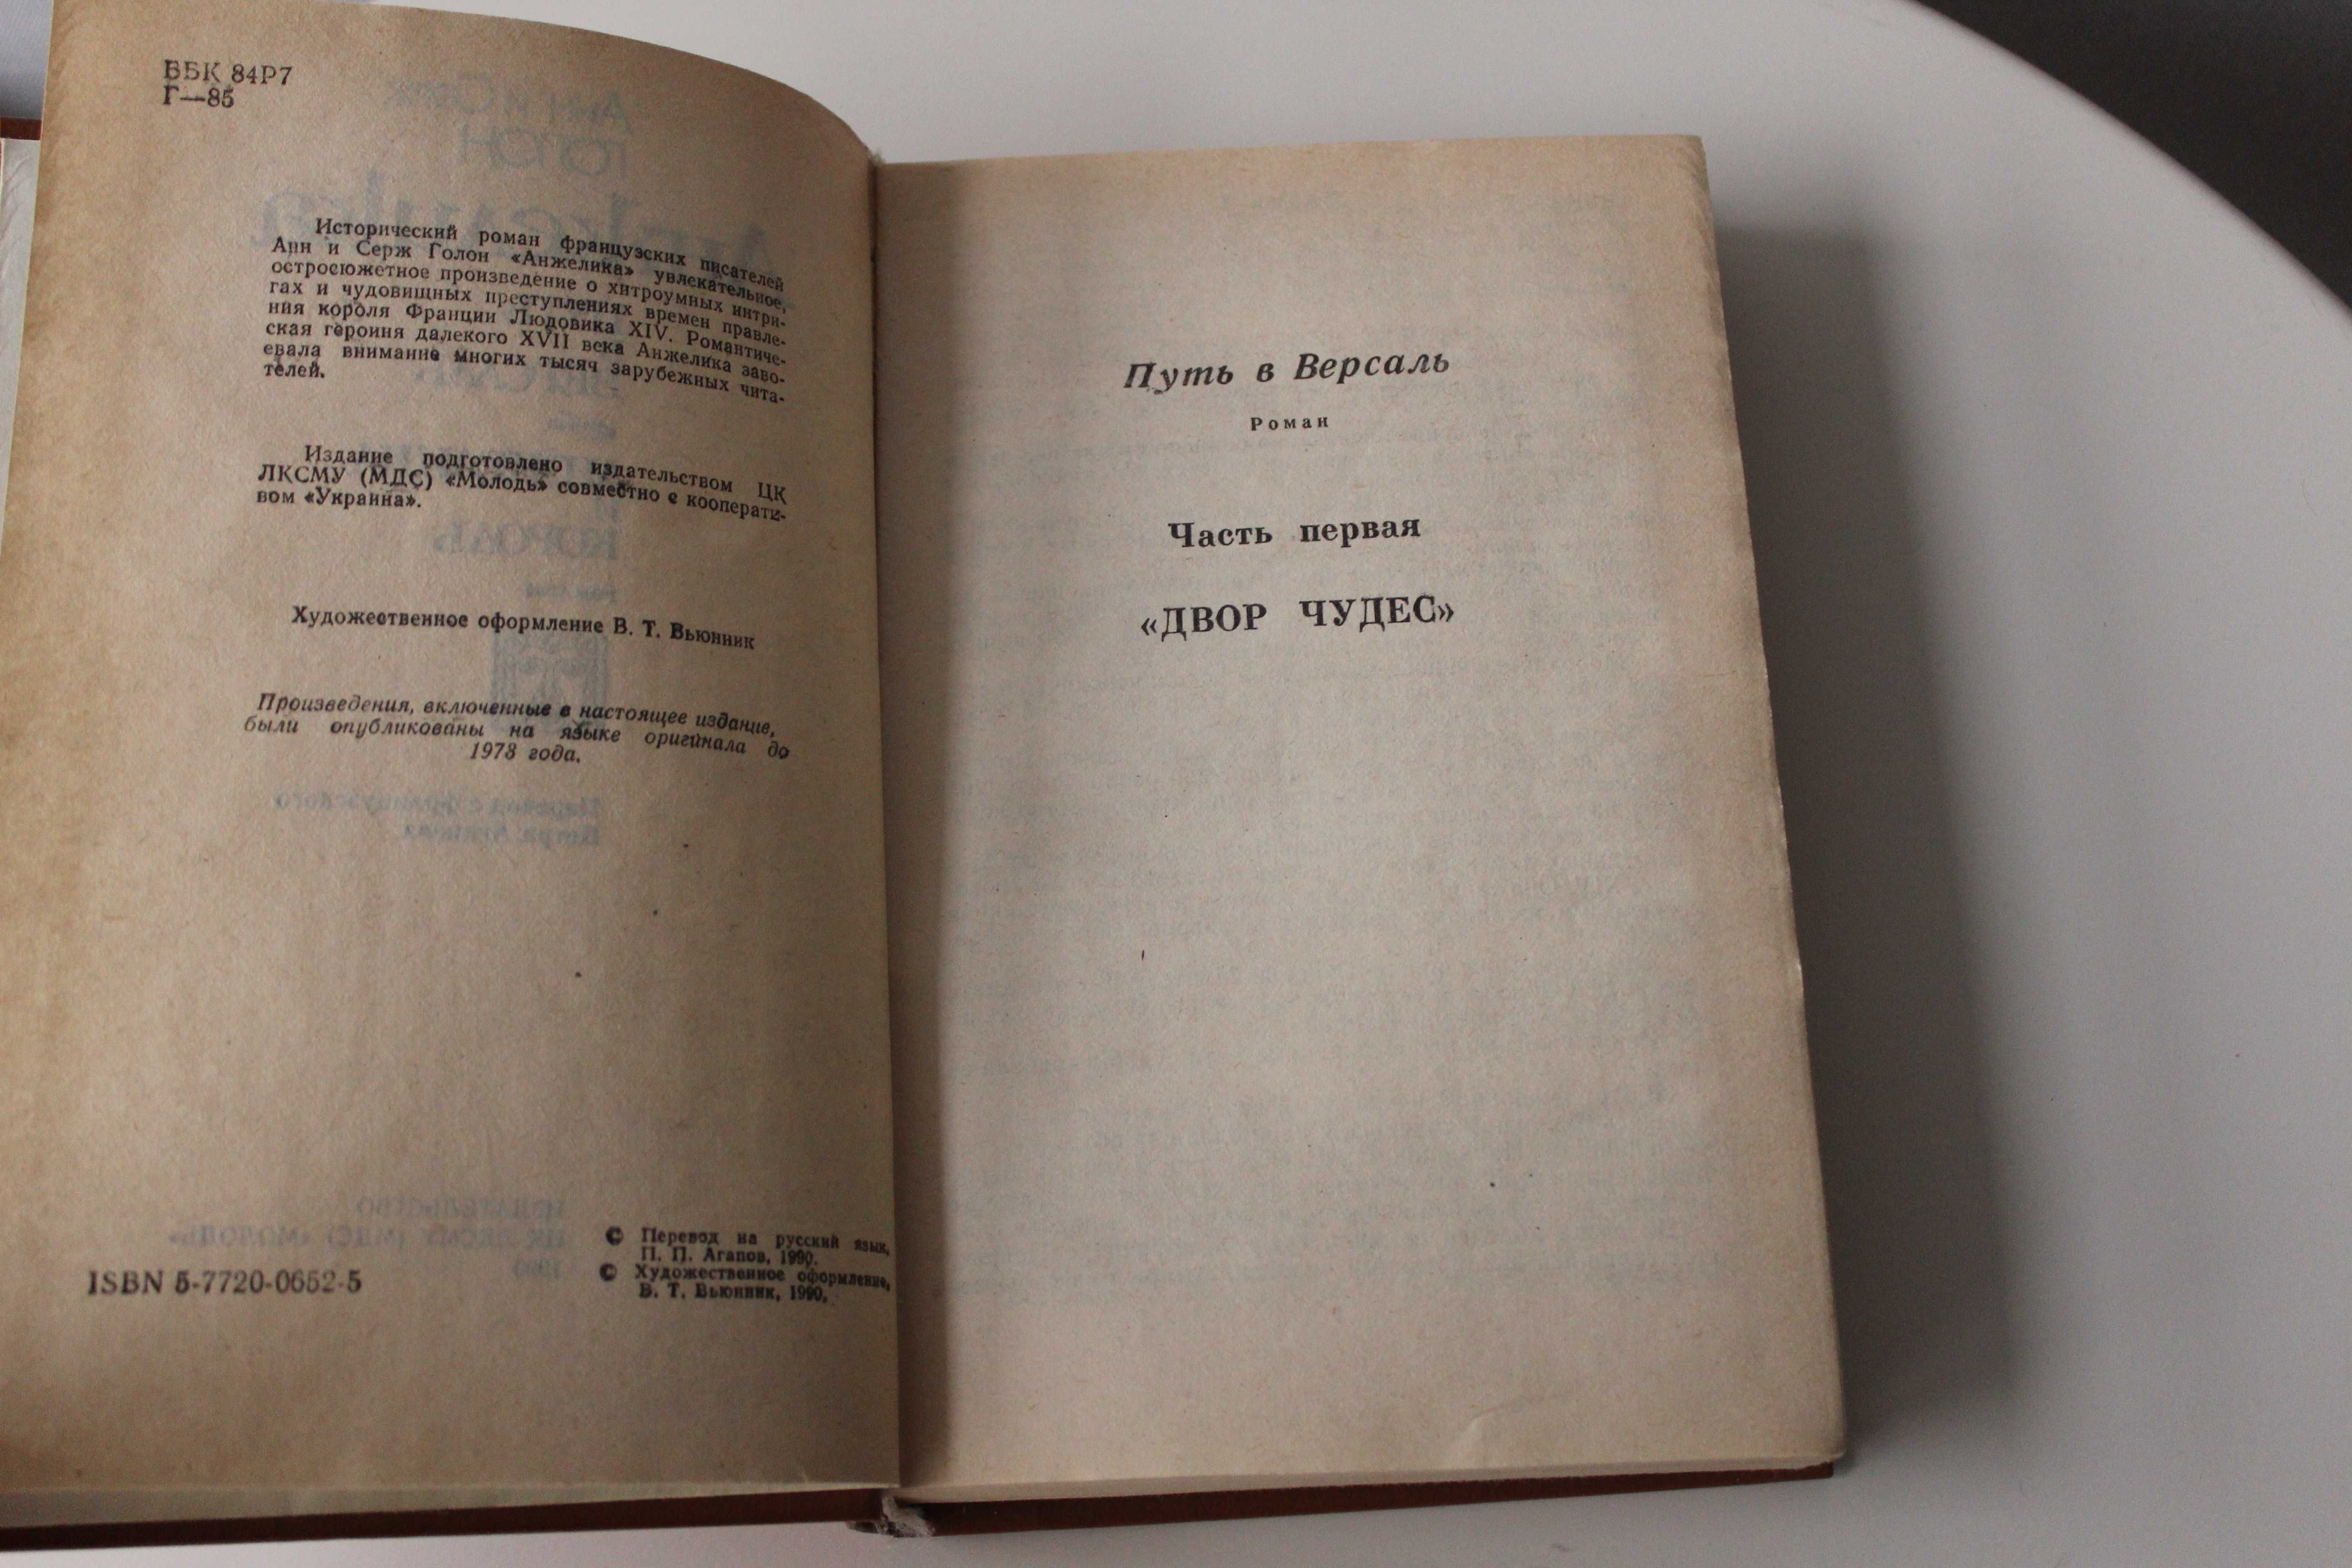 ББК 84Р7
Г—85
Исторический роман французских писателей
Анн и Серж Голон «Анжелика» увлекательное,
остросюжетное произведение о хитроумных интри-
гах и чудовищных преступлениях времен правле-
ния короля Франции Людовика XIV. Романтиче-
ская героиня далекого XVII века Анжелика заво-
евала внимание многих тысяч зарубежных чита-
телей.
Издание подготовлено издательством ЦК
ЛКСМУ (МДС) «Молодь» совместно с кооперати-
вом «Украина».
Художественное оформление В. Т. Вьюнник
Произведения, включенные в настоящее издание,
были опубликованы на языке оригинала до
1973 года.
ISBN 5-7720-0652-5
© Перевод на русский язык,
П. П. Агапов, 1990.
© Художественное оформление,
В. Т. Вьюнник, 1990.
Путь в Версаль
Роман
Часть первая
«ДВОР ЧУДЕС»